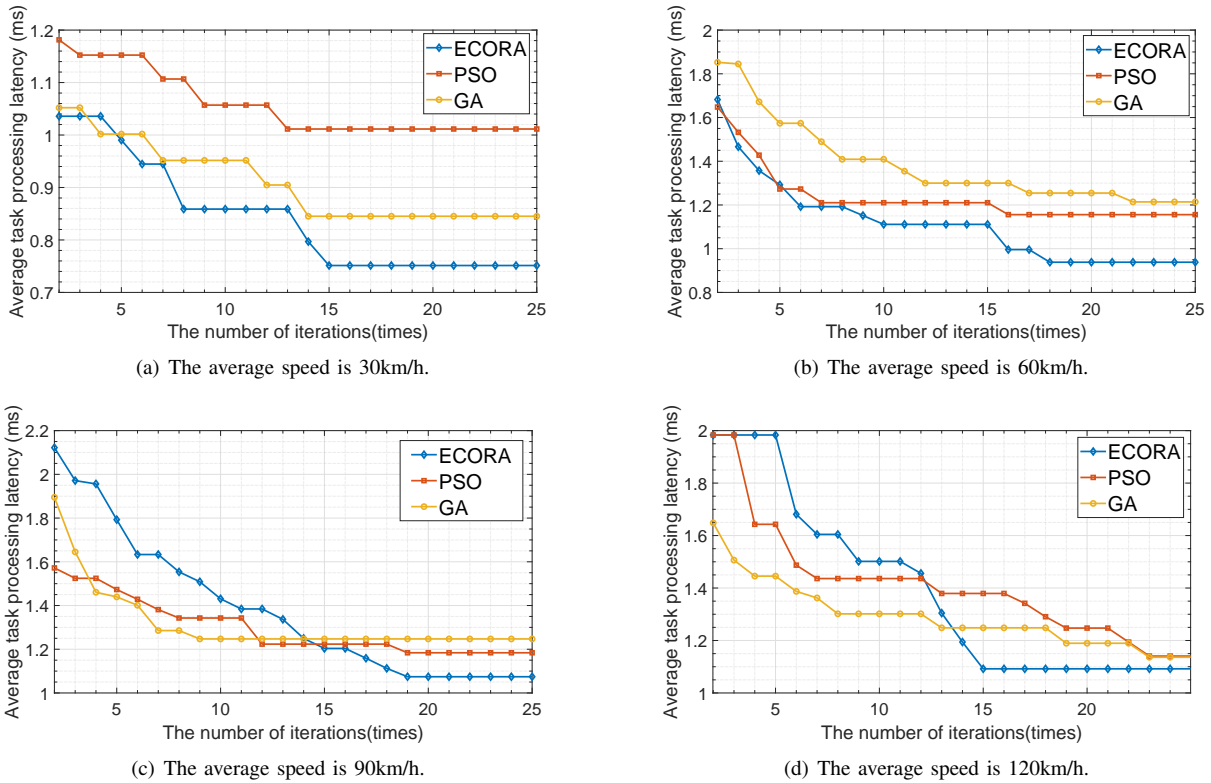 Average task processing latency (ms)
1.2
1.1
1
0.9
0.8
0.7
5
10
15
20
25
The number of iterations(times)
ECORA
PSO
GA
(a) The average speed is 30km/h.
Average task processing latency (ms)
2
1.8
1.6
1.4
1.2
1
0.8
5
10
15
20
25
The number of iterations(times)
ECORA
PSO
GA
(b) The average speed is 60km/h.
Average task processing latency (ms)
2.2
2
1.8
1.6
1.4
1.2
1
5
10
15
20
25
The number of iterations(times)
ECORA
PSO
GA
(c) The average speed is 90km/h.
Average task processing latency (ms)
2
1.8
1.6
1.4
1.2
1
5
10
15
20
The number of iterations(times)
ECORA
PSO
GA
(d) The average speed is 120km/h.